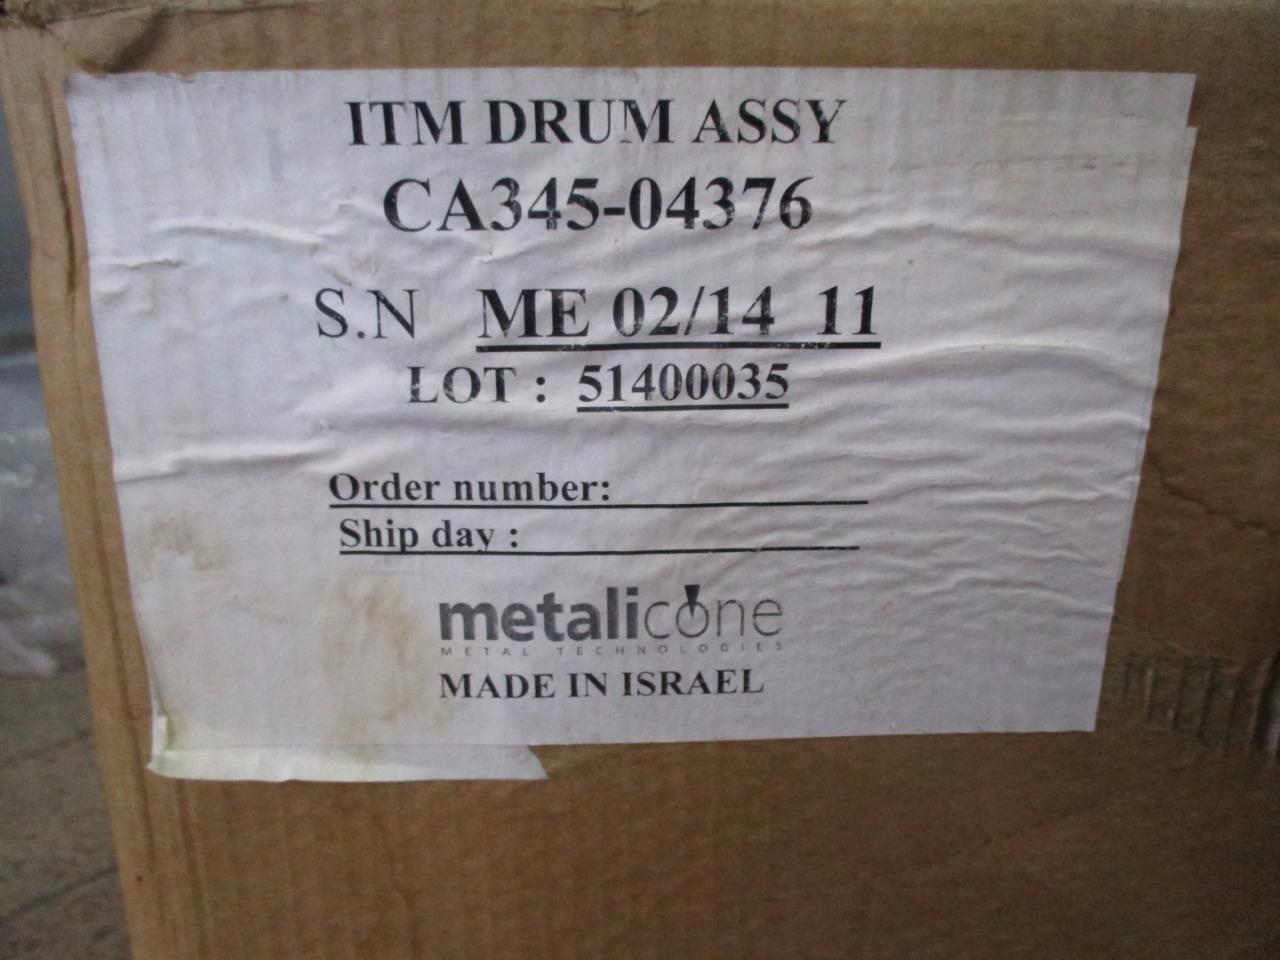 ITM DRUM ASSY
CA345-04376
S.N ME 02/14 11
LOT : 51400035
Order number:
Ship day :
metalicone
METAL TECHNOLOGIES
MADE IN ISRAEL